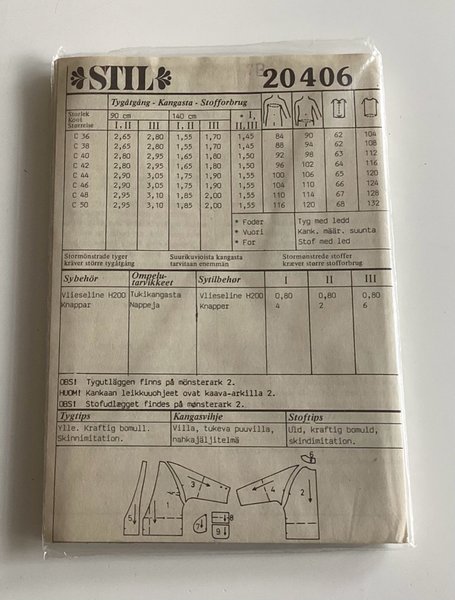 STIL
20406
Tygåtgång - Kangasta - Stofforbrug
Storlek 90 cm 140 cm * I,
Koot
Størrelse I, II III I, II III II, III
C 36 2,65 2,80 1,55 1,70 1,45 84 90 62 104
C 38 2,65 2,80 1,55 1,70 1,45 88 94 62 108
C 40 2,80 2,95 1,65 1,80 1,50 92 98 63 112
C 42 2,80 2,95 1,65 1,80 1,50 96 102 64 116
C 44 2,90 3,05 1,75 1,90 1,55 100 106 65 120
C 46 2,90 3,05 1,75 1,90 1,55 104 110 66 124
C 48 2,95 3,10 1,85 2,00 1,55 110 114 67 128
C 50 2,95 3,10 1,85 2,00 1,55 116 120 68 132
* Foder Tyg med ledd
* Vuori Kank. määr. suunta
* For Stof med led
Stormönstrade tyger Suurikuvioista kangasta Stormønstrede stoffer
kräver större tygåtgång tarvitaan enemmän kræver større stofforbrug
Sybehör Ompelu-tarvikkeet Sytilbehør I II III
Vlieseline H200 Tukikangasta Vlieseline H200 0,80 0,80 0,80
Knappar Nappeja Knapper 4 2 6
OBS! Tygutläggen finns på mönsterark 2.
HUOM! Kankaan leikkuuohjeet ovat kaava-arkilla 2.
OBS! Stofudlægget findes på mønsterark 2.
Tygtips Kangasvihje Stoftips
Ylle. Kraftig bomull. Villa, tukeva puuvilla, Uld, kraftig bomuld,
Skinnimitation. nahkajäljitelmä skindimitation.
6
3 4
1 2
5 7 8
9